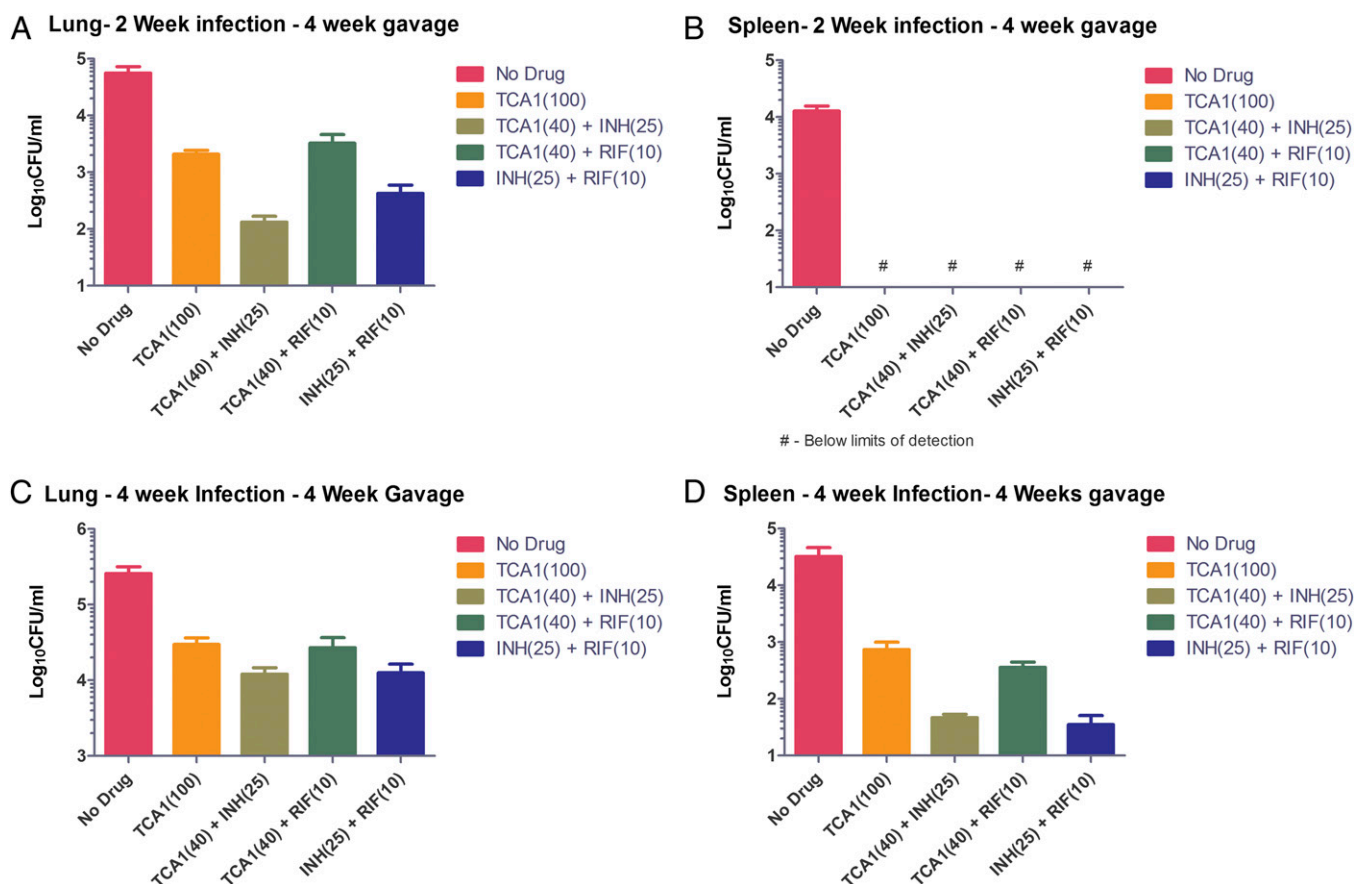 A Lung- 2 Week infection - 4 week gavage
5
4
3
2
1
Log10CFU/ml
No Drug
TCA1(100)
TCA1(40) + INH(25)
TCA1(40) + RIF(10)
INH(25) + RIF(10)
No Drug
TCA1(100)
TCA1(40) + INH(25)
TCA1(40) + RIF(10)
INH(25) + RIF(10)
B Spleen- 2 Week infection - 4 week gavage
5
4
3
2
1
Log10CFU/ml
# # # #
No Drug
TCA1(100)
TCA1(40) + INH(25)
TCA1(40) + RIF(10)
INH(25) + RIF(10)
No Drug
TCA1(100)
TCA1(40) + INH(25)
TCA1(40) + RIF(10)
INH(25) + RIF(10)
# - Below limits of detection
C Lung - 4 week Infection - 4 Week Gavage
6
5
4
3
Log10CFU/ml
No Drug
TCA1(100)
TCA1(40) + INH(25)
TCA1(40) + RIF(10)
INH(25) + RIF(10)
No Drug
TCA1(100)
TCA1(40) + INH(25)
TCA1(40) + RIF(10)
INH(25) + RIF(10)
D Spleen - 4 week Infection- 4 Weeks gavage
5
4
3
2
1
Log10CFU/ml
No Drug
TCA1(100)
TCA1(40) + INH(25)
TCA1(40) + RIF(10)
INH(25) + RIF(10)
No Drug
TCA1(100)
TCA1(40) + INH(25)
TCA1(40) + RIF(10)
INH(25) + RIF(10)